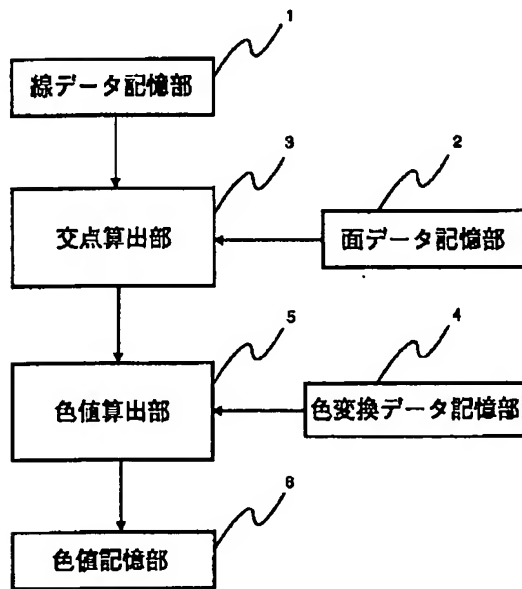 1
線データ記憶部
3
2
交点算出部
面データ記憶部
5
4
色値算出部
色変換データ記憶部
6
色値記憶部